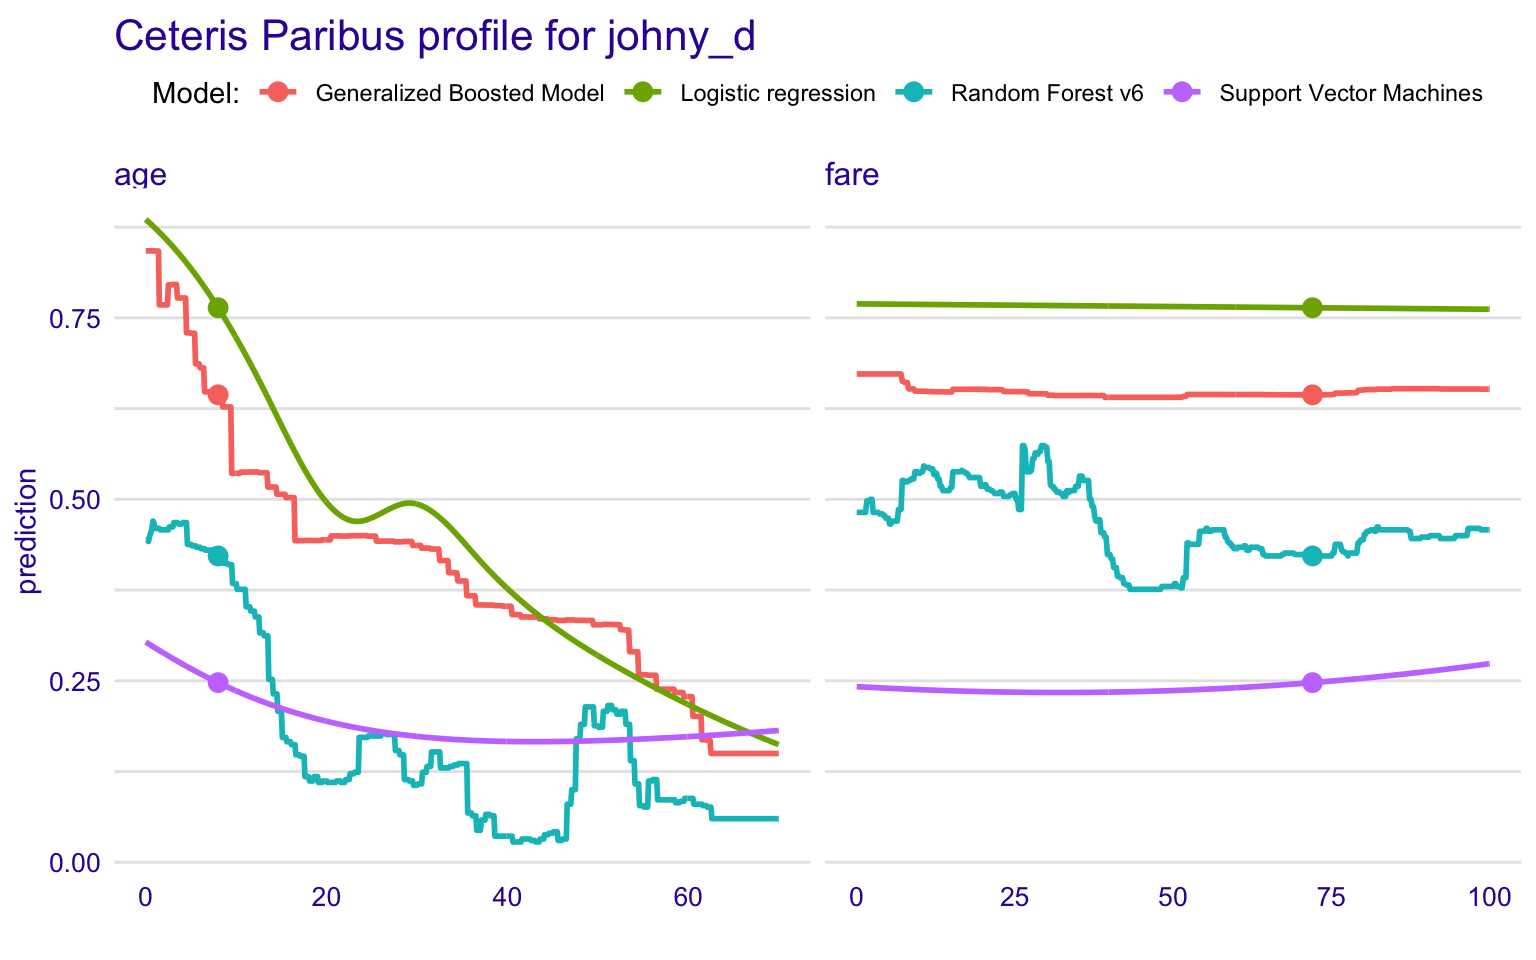 Ceteris Paribus profile for johny_d
Model: Generalized Boosted Model Logistic regression Random Forest v6 Support Vector Machines
age
fare
prediction
0.75
0.50
0.25
0.00
0 20 40 60
0 25 50 75 100